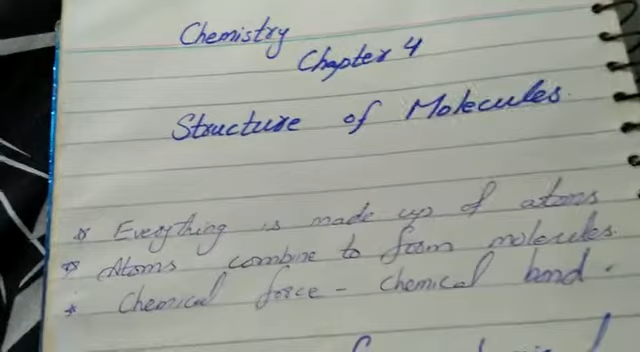 Chemistry
Chapter 4
Structure of Molecules.
* Everything is made up of atoms
* Atoms combine to form molecules.
* Chemical force - chemical bond.